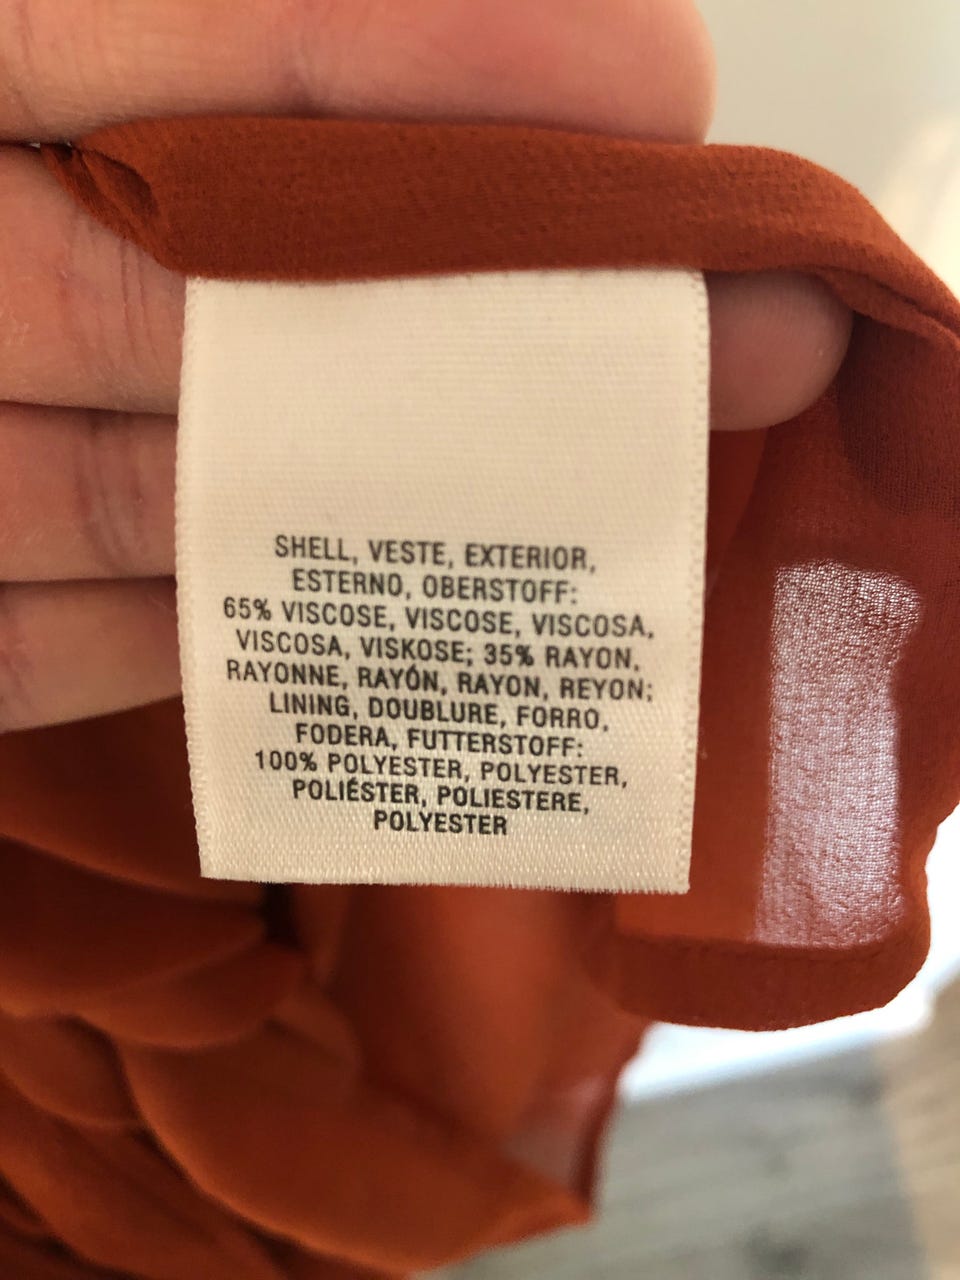 SHELL, VESTE, EXTERIOR,
ESTERNO, OBERSTOFF:
65% VISCOSE, VISCOSE, VISCOSA,
VISCOSA, VISKOSE; 35% RAYON,
RAYONNE, RAYÓN, RAYON, REYON;
LINING, DOUBLURE, FORRO,
FODERA, FUTTERSTOFF:
100% POLYESTER, POLYESTER,
POLIÉSTER, POLIESTERE,
POLYESTER